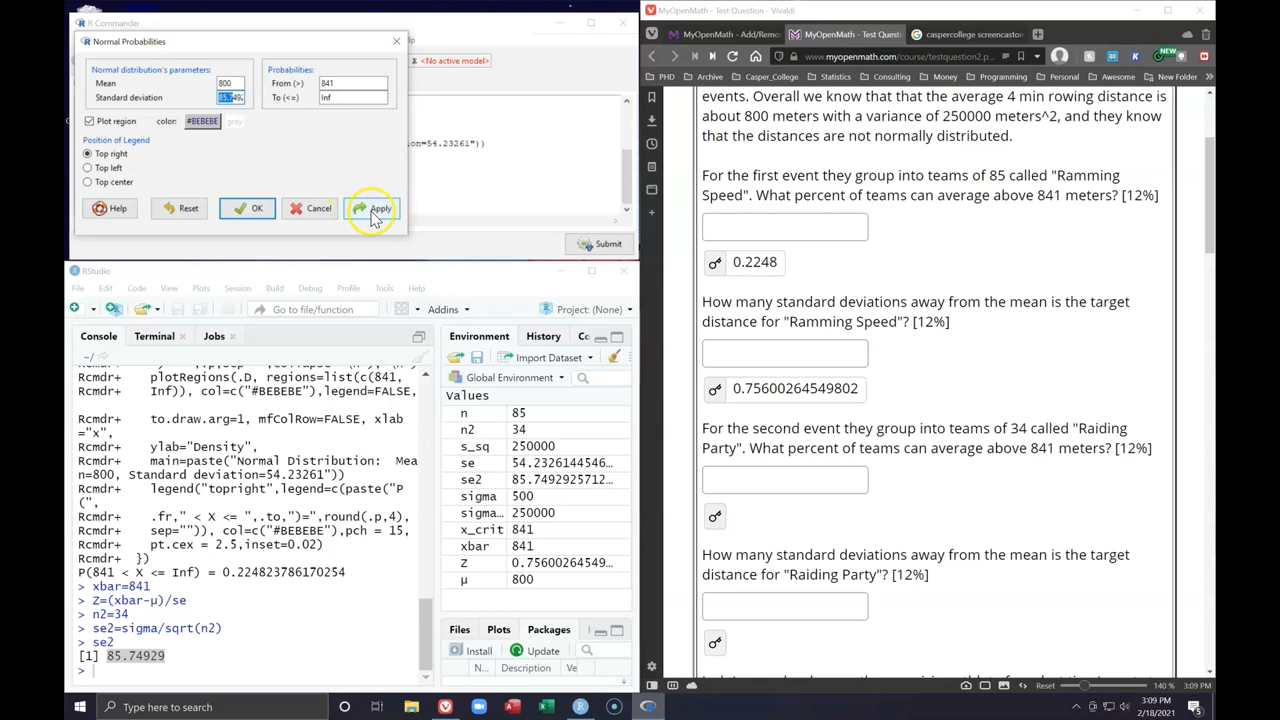 R Commander
Normal Probabilities
Normal distribution's parameters:
Mean 800
Standard deviation 85.749
Probabilities:
From (>) 841
To (<=) Inf
Plot region color: #BEBEBE gray
Position of Legend
Top right
Top left
Top center
Help Reset OK Cancel Apply
<No active model>
ion=54.23261"))
Submit
RStudio
File Edit Code View Plots Session Build Debug Profile Tools Help
Go to file/function Addins Project: (None)
Console Terminal Jobs
~/
Rcmdr+ plotRegions(.D, regions=list(c(841,
Inf)), col=c("#BEBEBE"),legend=FALSE,
Rcmdr+
to.draw.arg=1, mfColRow=FALSE, xlab
="x",
Rcmdr+ ylab="Density",
Rcmdr+ main=paste("Normal Distribution: Mea
n=800, Standard deviation=54.23261"))
Rcmdr+ legend("topright",legend=c(paste("P
(",
Rcmdr+ .fr," < X <= ",.to,")=",round(.p,4),
sep="")), col=c("#BEBEBE"),pch = 15,
Rcmdr+ pt.cex = 2.5,inset=0.02)
Rcmdr+ })
P(841 < X <= Inf) = 0.224823786170254
> xbar=841
> Z=(xbar-μ)/se
> n2=34
> se2=sigma/sqrt(n2)
> se2
[1] 85.74929
>
Environment History Co
Import Dataset
Global Environment
Values
n 85
n2 34
s_sq 250000
se 54.2326144546…
se2 85.7492925712…
sigma 500
sigma… 250000
x_crit 841
xbar 841
Z 0.75600264549…
μ 800
Files Plots Packages
Install Update
N... Description Ve
MyOpenMath - Test Question - Vivaldi
MyOpenMath - Add/Remo MyOpenMath - Test Questi caspercollege screencaston
www.myopenmath.com/course/testquestion2.p...
NEW
PHD Archive Casper_College Statistics Consulting Money Programming Personal Awesome New Folder
events. Overall we know that that the average 4 min rowing distance is
about 800 meters with a variance of 250000 meters^2, and they know
that the distances are not normally distributed.
For the first event they group into teams of 85 called "Ramming
Speed". What percent of teams can average above 841 meters? [12%]
0.2248
How many standard deviations away from the mean is the target
distance for "Ramming Speed"? [12%]
0.75600264549802
For the second event they group into teams of 34 called "Raiding
Party". What percent of teams can average above 841 meters? [12%]
How many standard deviations away from the mean is the target
distance for "Raiding Party"? [12%]
Reset 140 %
Type here to search
3:09 PM
2/18/2021